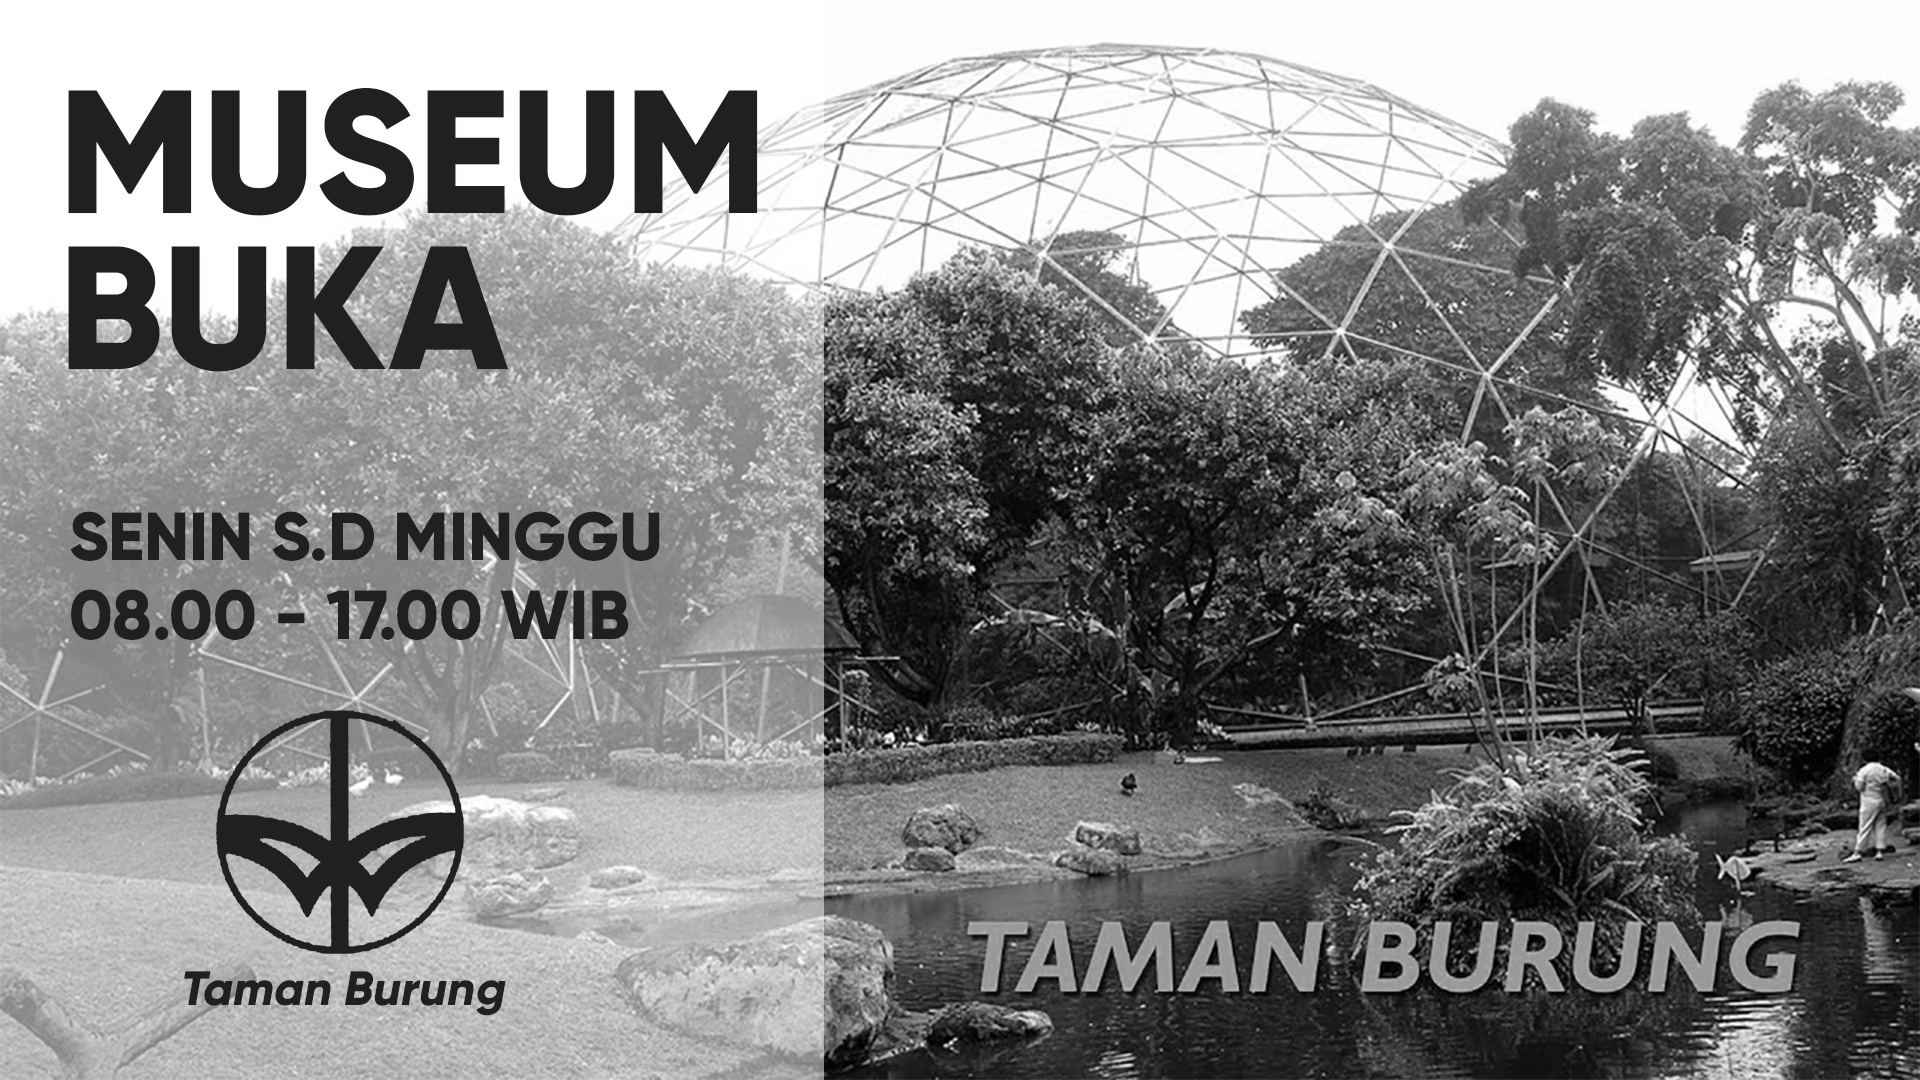 MUSEUM
BUKA
SENIN S.D MINGGU
08.00 - 17.00 WIB
Taman Burung
TAMAN BURUNG